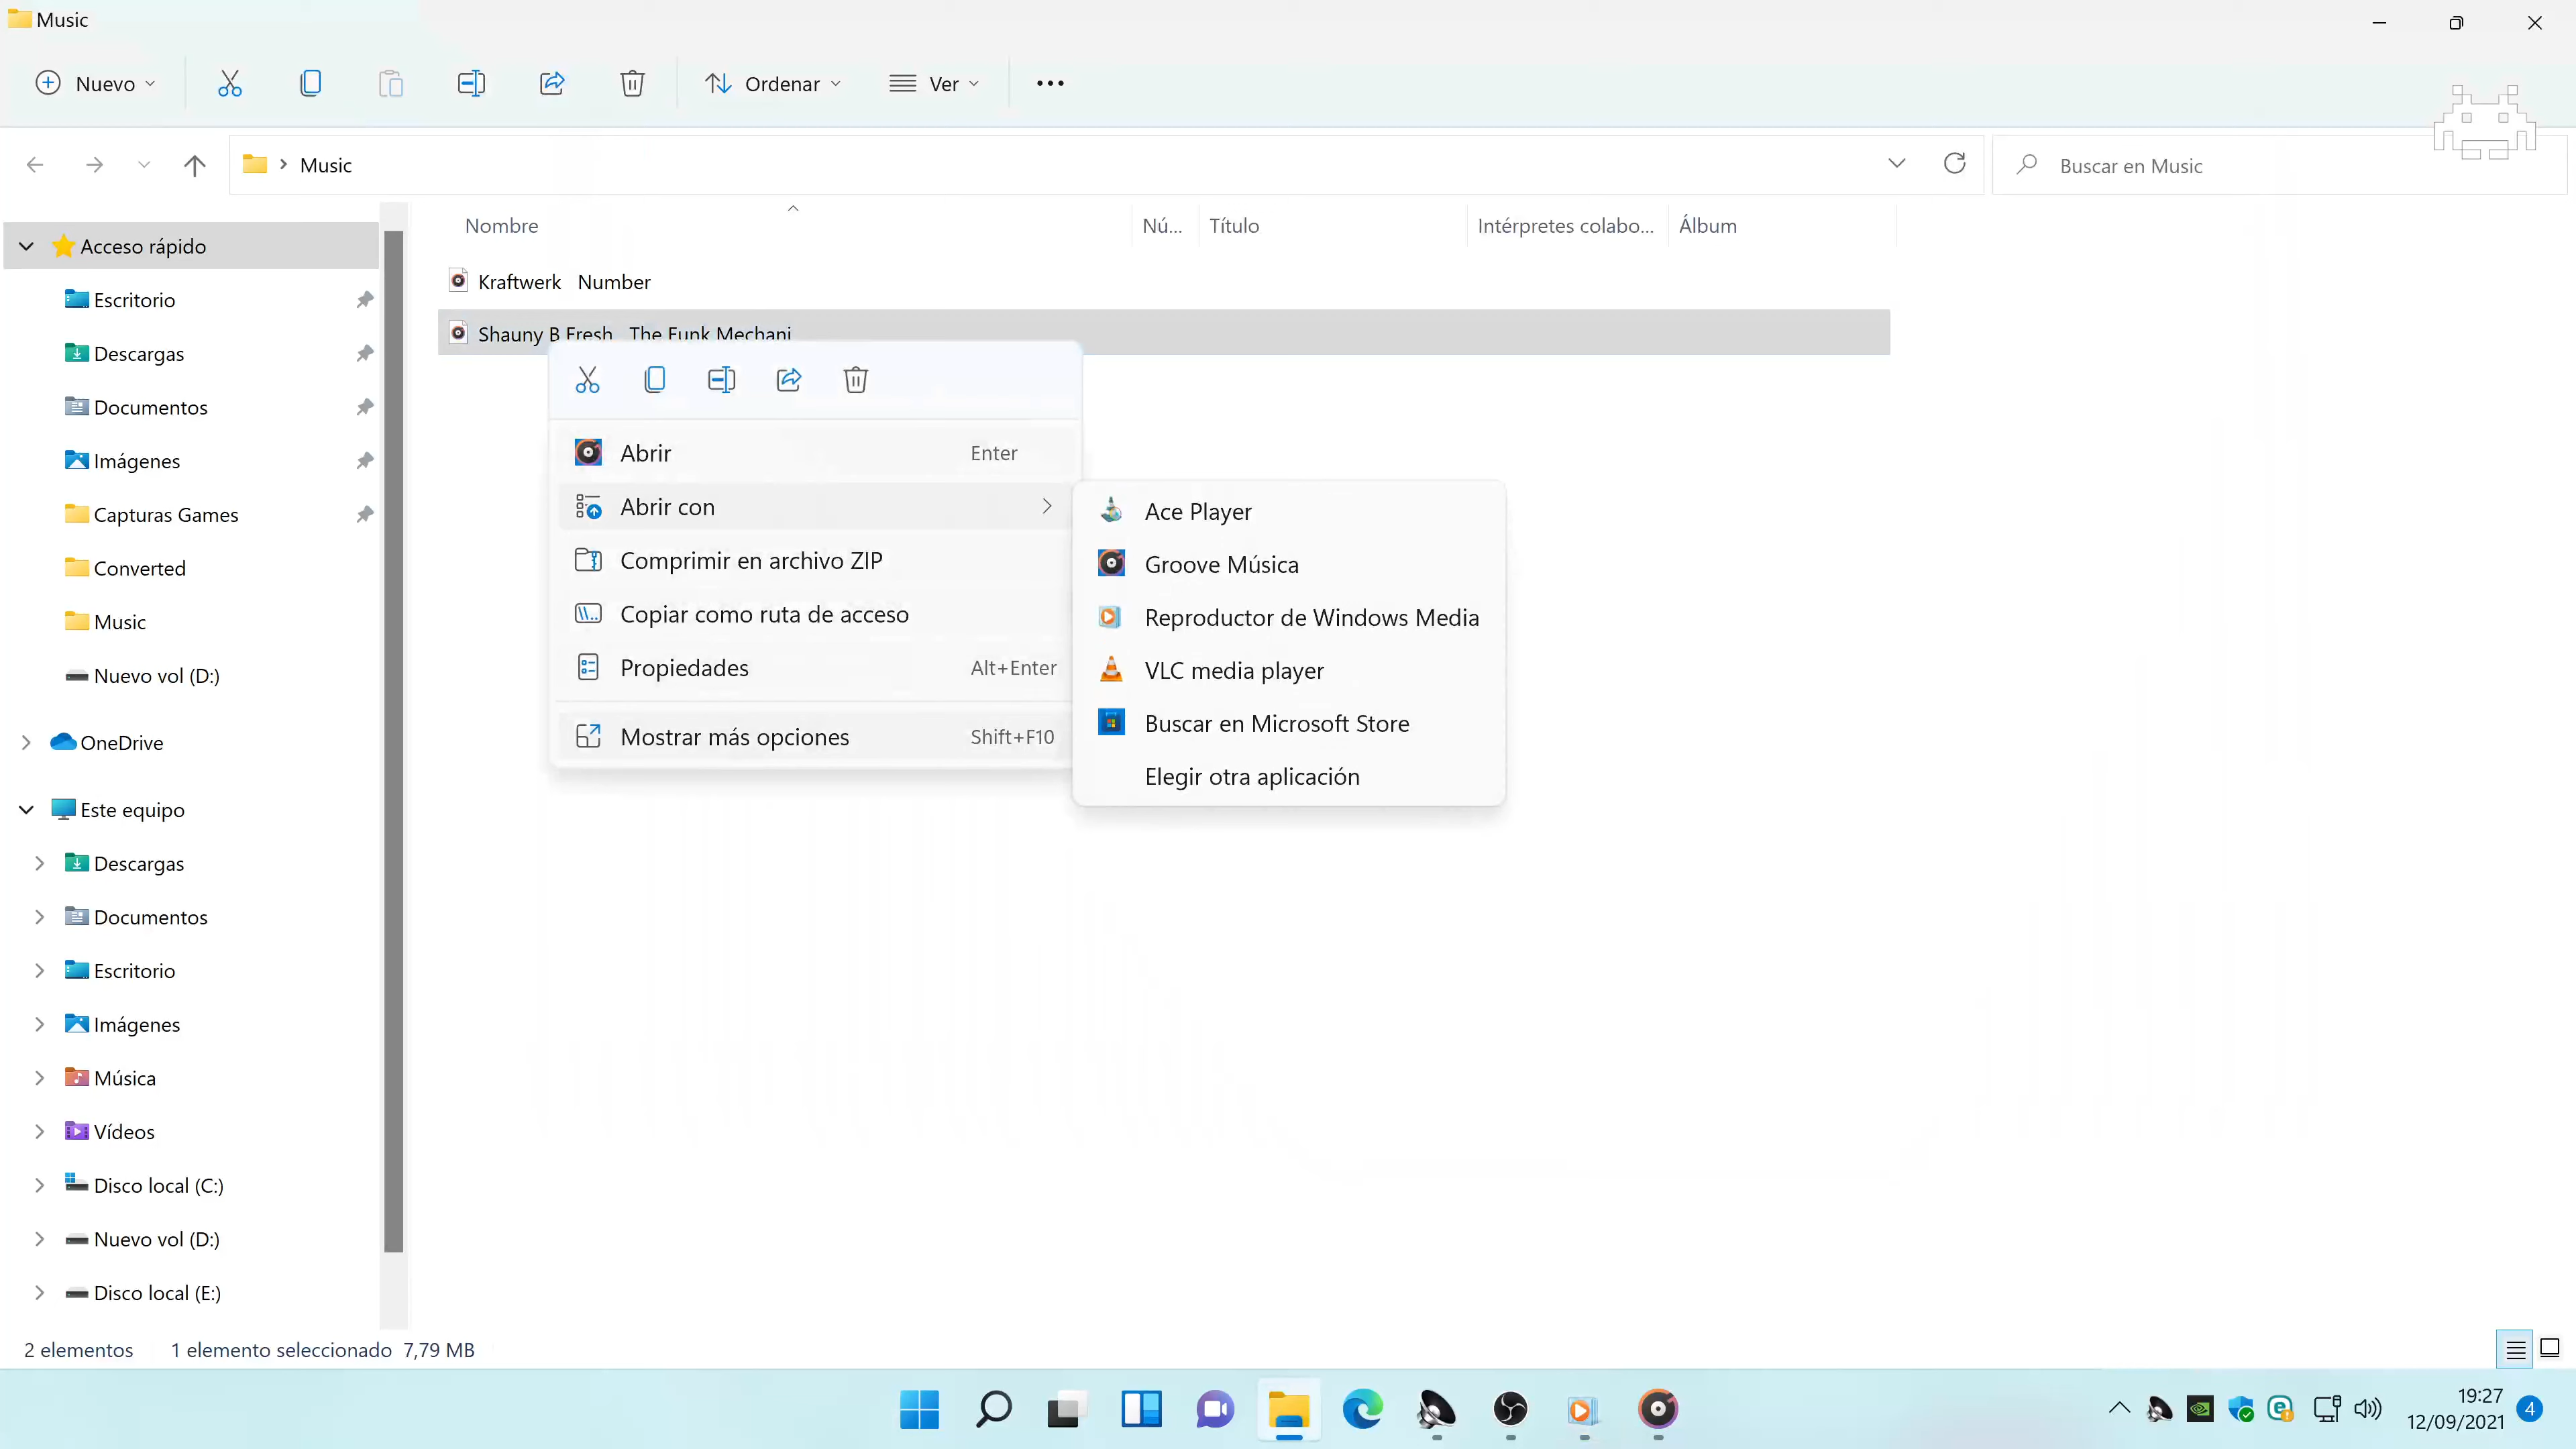 Music
Nuevo
Ordenar
Ver
Music
Buscar en Music
Nombre
Nú...
Título
Intérpretes colabo...
Álbum
Acceso rápido
Escritorio
Descargas
Documentos
Imágenes
Capturas Games
Converted
Music
Nuevo vol (D:)
OneDrive
Este equipo
Descargas
Documentos
Escritorio
Imágenes
Música
Vídeos
Disco local (C:)
Nuevo vol (D:)
Disco local (E:)
Kraftwerk Number
Shauny B Fresh The Funk Mechani
Abrir Enter
Abrir con
Comprimir en archivo ZIP
Copiar como ruta de acceso
Propiedades Alt+Enter
Mostrar más opciones Shift+F10
Ace Player
Groove Música
Reproductor de Windows Media
VLC media player
Buscar en Microsoft Store
Elegir otra aplicación
2 elementos 1 elemento seleccionado 7,79 MB
19:27
12/09/2021
4